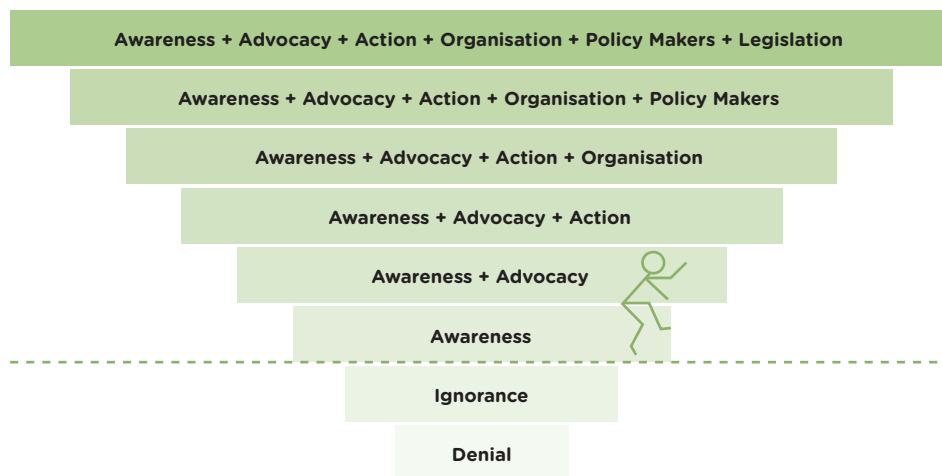 Awareness + Advocacy + Action + Organisation + Policy Makers + Legislation
Awareness + Advocacy + Action + Organisation + Policy Makers
Awareness + Advocacy + Action + Organisation
Awareness + Advocacy + Action
Awareness + Advocacy
Awareness
Ignorance
Denial